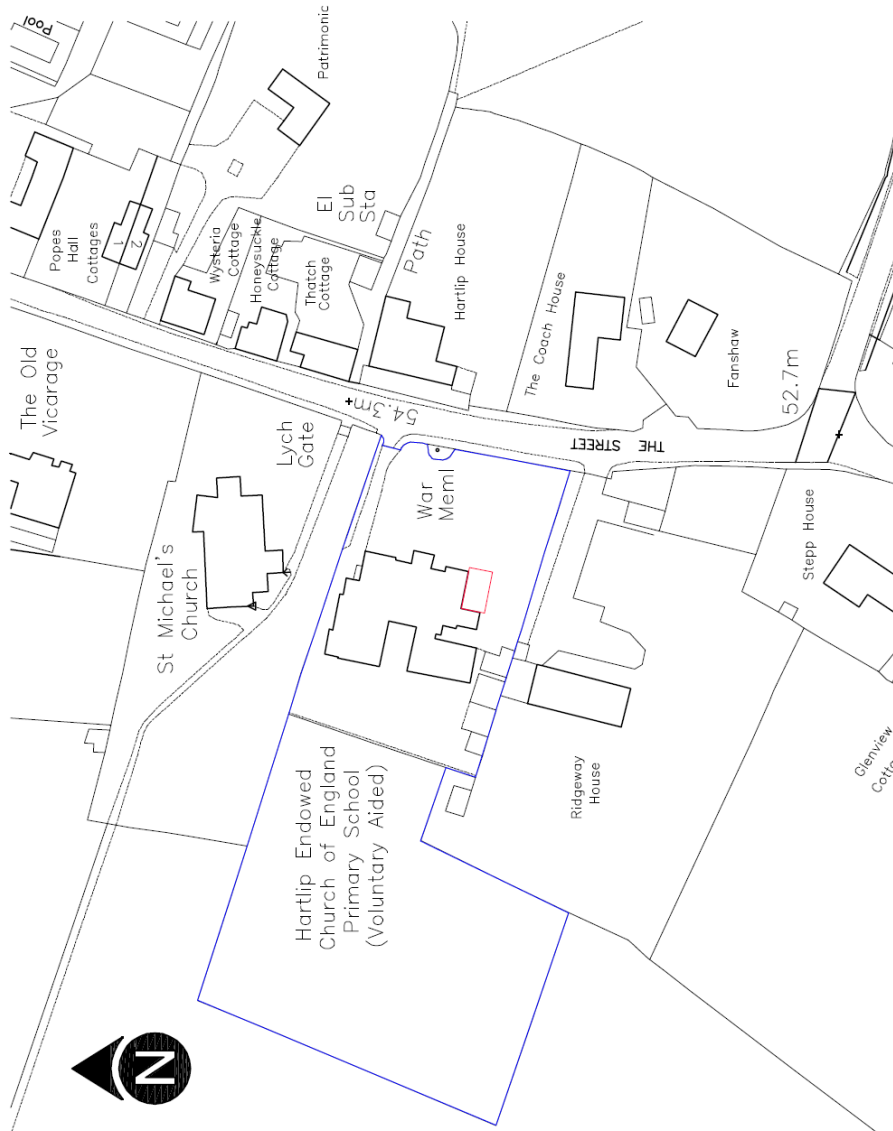 Pool
Patrimonic
Popes
Hall
Cottages
1
2
El
Sub
Sta
Wysteria
Cottage
Honeysuckle
Cottage
Thatch
Cottage
Path
Hartlip House
The Old
Vicarage
Lych
Gate
54.3m
The Coach House
Fanshaw
52.7m
THE STREET
War
Meml
St Michael's
Church
Stepp House
Ridgeway
House
Glenview
Cotta
Hartlip Endowed
Church of England
Primary School
(Voluntary Aided)
N